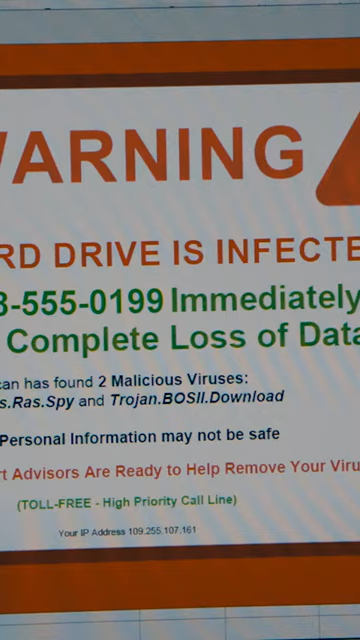 WARNING
RD DRIVE IS INFECTE
8-555-0199 Immediately
Complete Loss of Data
can has found 2 Malicious Viruses:
s.Ras.Spy and Trojan.BOSII.Download
Personal Information may not be safe
rt Advisors Are Ready to Help Remove Your Viru
(TOLL-FREE - High Priority Call Line)
Your IP Address 109.255.107.161